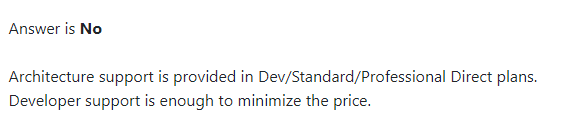 Answer is No
Architecture support is provided in Dev/Standard/Professional Direct plans.
Developer support is enough to minimize the price.